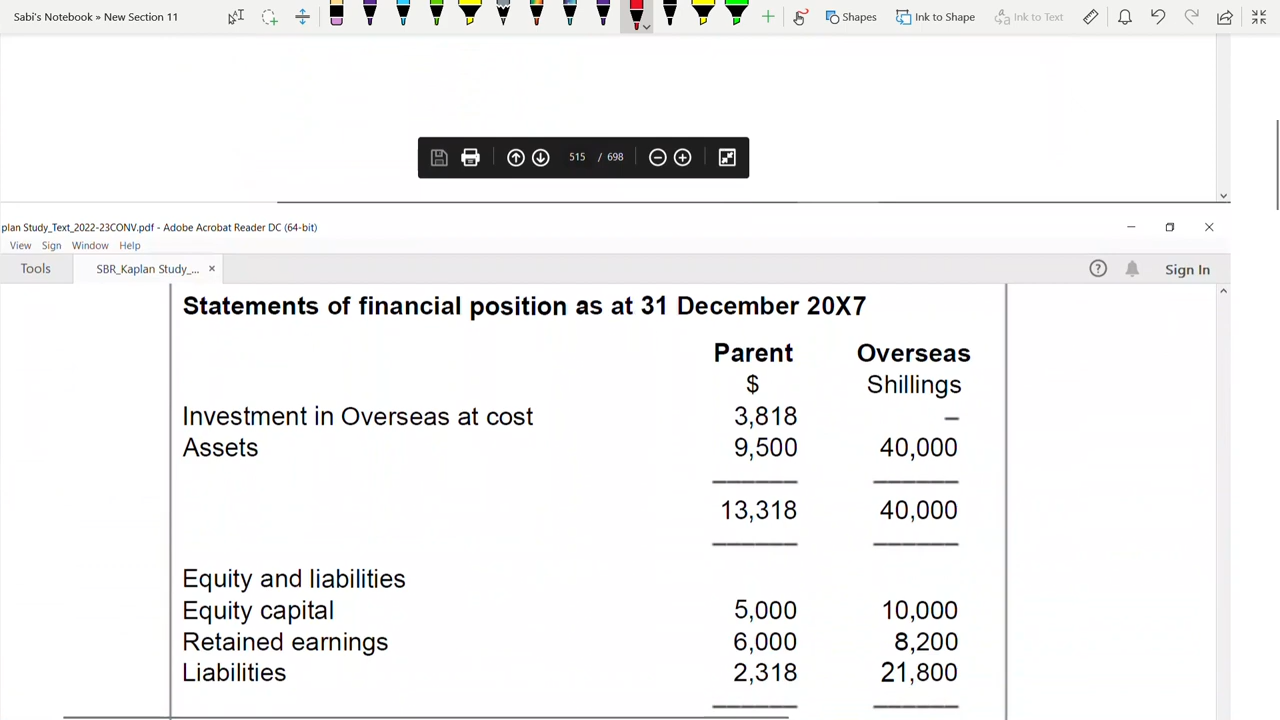 Sabi's Notebook » New Section 11
Shapes Ink to Shape Ink to Text
515 / 698
plan Study_Text_2022-23CONV.pdf - Adobe Acrobat Reader DC (64-bit)
View Sign Window Help
Tools SBR_Kaplan Study_... × Sign In
Statements of financial position as at 31 December 20X7
Parent Overseas
$ Shillings
Investment in Overseas at cost 3,818 –
Assets 9,500 40,000
13,318 40,000
Equity and liabilities
Equity capital 5,000 10,000
Retained earnings 6,000 8,200
Liabilities 2,318 21,800